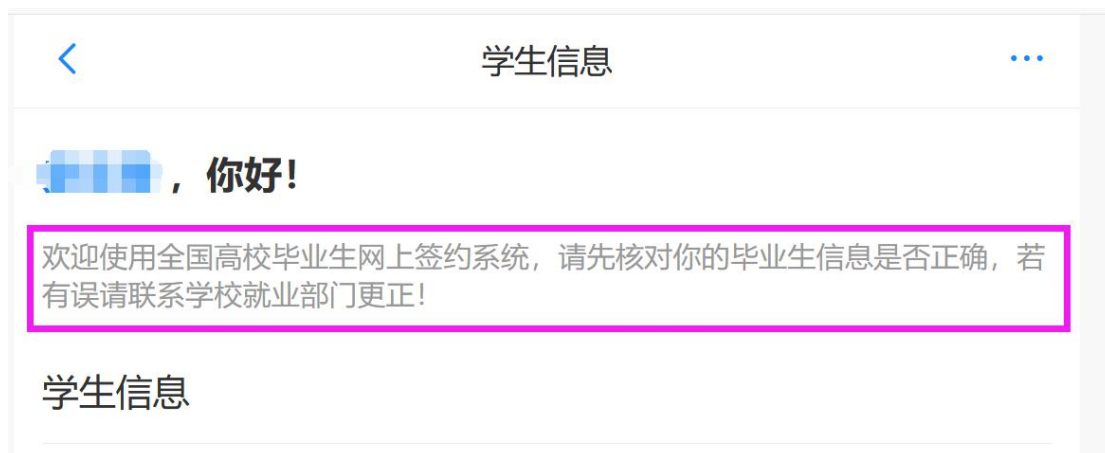 学生信息
，你好！
欢迎使用全国高校毕业生网上签约系统，请先核对你的毕业生信息是否正确，若
有误请联系学校就业部门更正！
学生信息